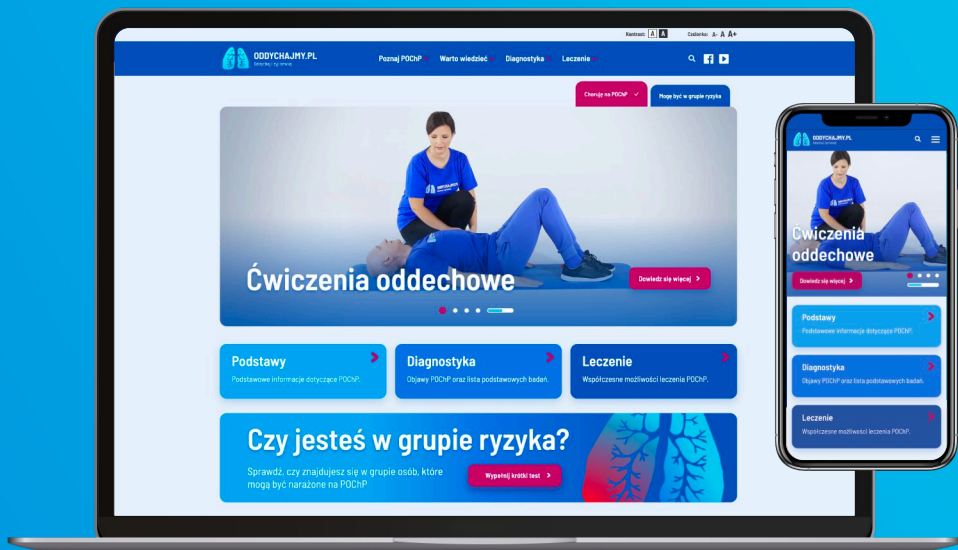 Kontrast: A A Czcionka: A- A A+
ODDYCHAJMY.PL
Poznaj POChP Warto wiedzieć Diagnostyka Leczenie
Choruję na POChP
Mogę być w grupie ryzyka
Ćwiczenia oddechowe
Dowiedz się więcej
Podstawy
Podstawowe informacje dotyczące POChP.
Diagnostyka
Objawy POChP oraz lista podstawowych badań.
Leczenie
Współczesne możliwości leczenia POChP.
Czy jesteś w grupie ryzyka?
Sprawdź, czy znajdujesz się w grupie osób, które
mogą być narażone na POChP
Wypełnij krótki test
ODDYCHAJMY.PL
Ćwiczenia
oddechowe
Dowiedz się więcej
Podstawy
Podstawowe informacje dotyczące POChP.
Diagnostyka
Objawy POChP oraz lista podstawowych badań.
Leczenie
Współczesne możliwości leczenia POChP.